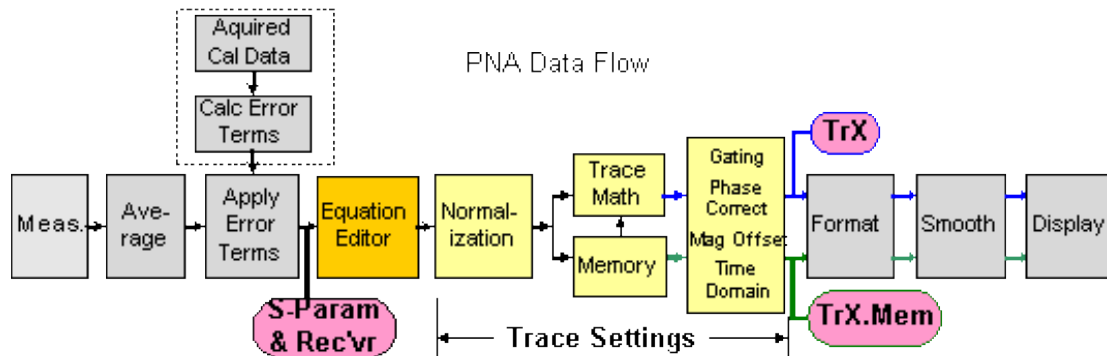 Aquired
Cal Data
PNA Data Flow
Calc Error
Terms
TrX
Meas.
Ave-
rage
Apply
Error
Terms
Equation
Editor
Normal-
ization
Trace
Math
Memory
Gating
Phase
Correct
Mag Offset
Time
Domain
Format
Smooth
Display
S-Param
& Rec'vr
Trace Settings
TrX.Mem